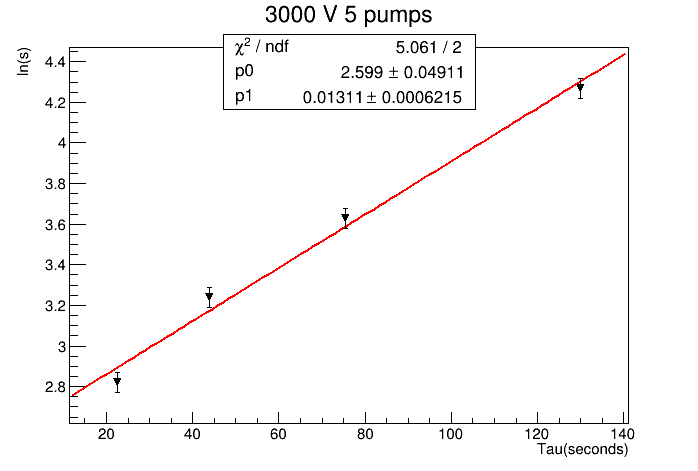 3000 V 5 pumps
χ² / ndf 5.061 / 2
p0 2.599 ± 0.04911
p1 0.01311 ± 0.0006215
ln(s)
4.4
4.2
4
3.8
3.6
3.4
3.2
3
2.8
20 40 60 80 100 120 140
Tau(seconds)